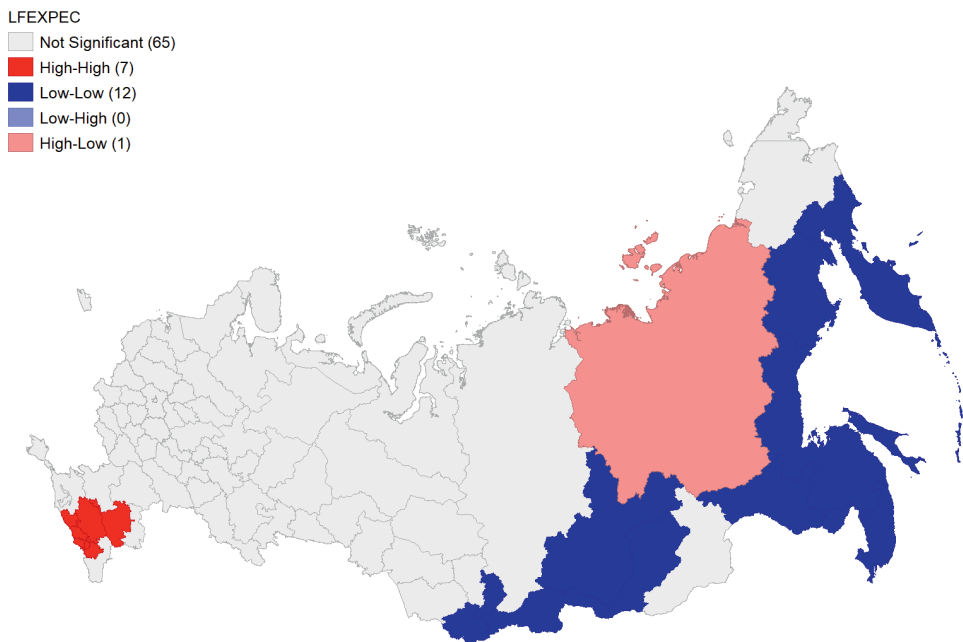 LFEXPEC
Not Significant (65)
High-High (7)
Low-Low (12)
Low-High (0)
High-Low (1)